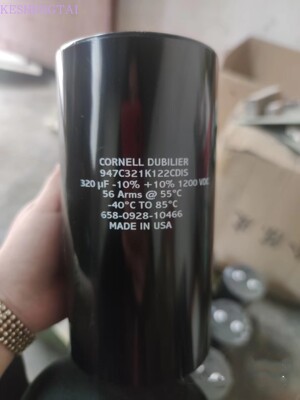 KESHANGTAI
CORNELL DUBILIER
947C321K122CDIS
320 µF -10% +10% 1200 VDC
56 Arms @ 55°C
-40°C TO 85°C
658-0928-10466
MADE IN USA